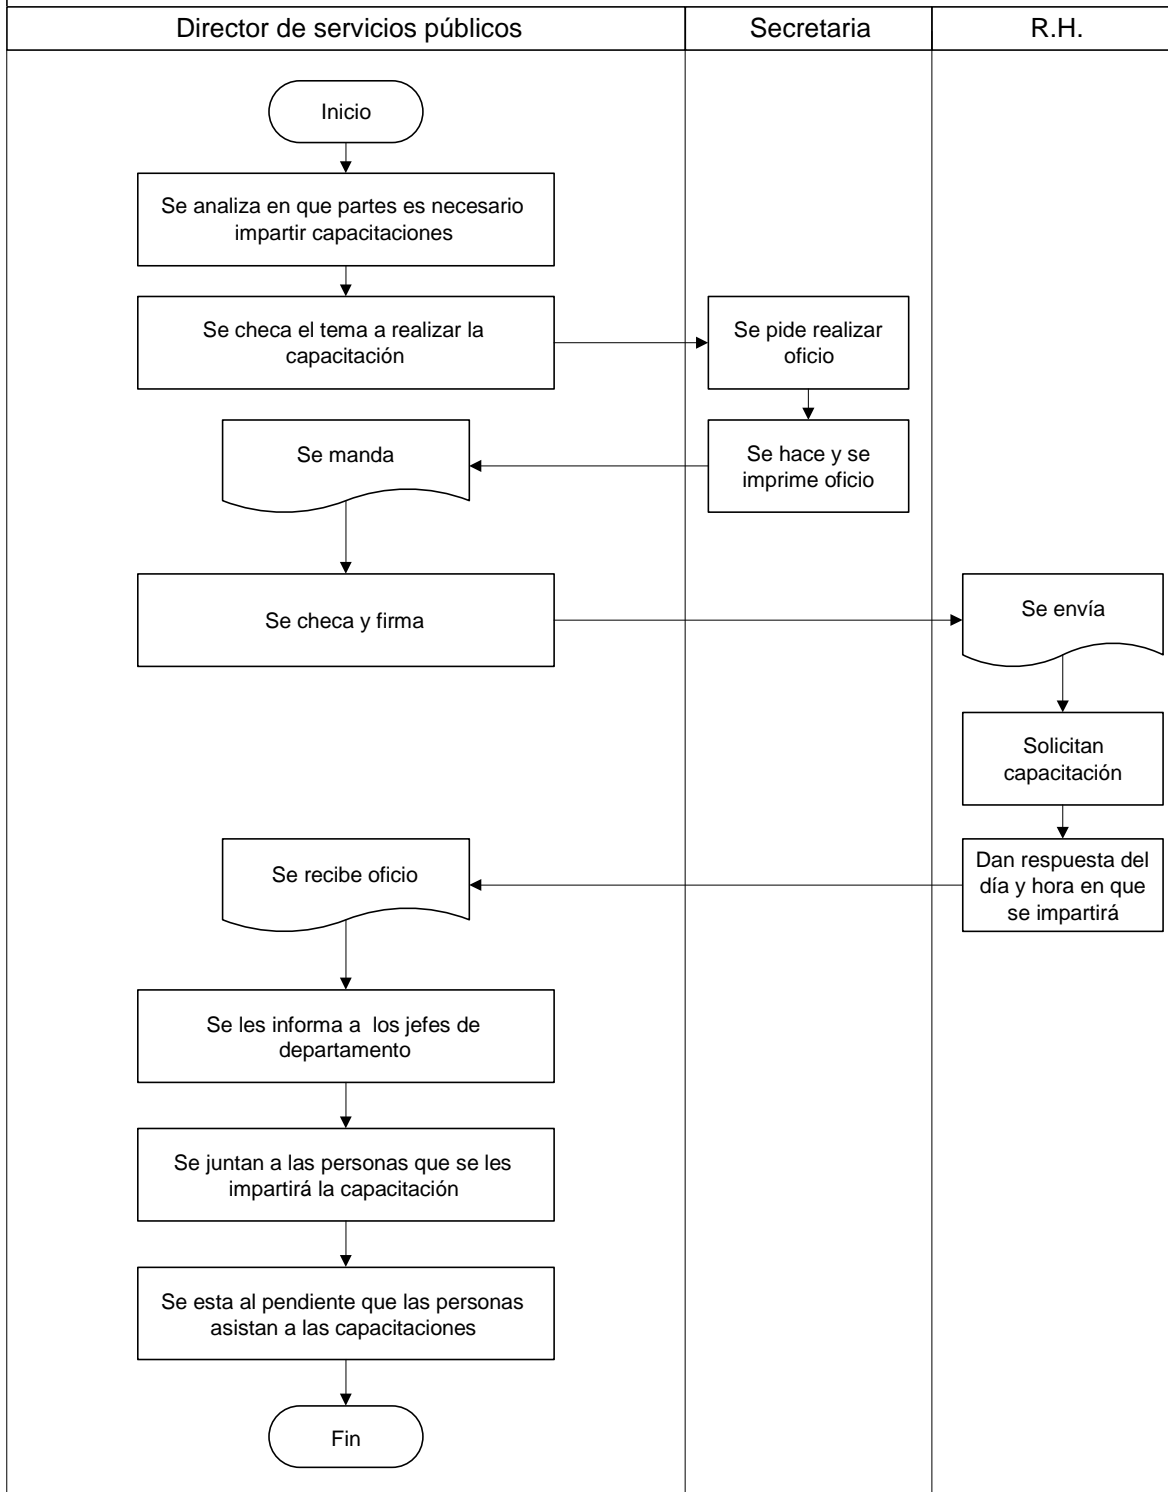 Director de servicios públicos
Secretaria
R.H.
Inicio
Se analiza en que partes es necesario
impartir capacitaciones
Se checa el tema a realizar la
capacitación
Se pide realizar
oficio
Se manda
Se hace y se
imprime oficio
Se checa y firma
Se envía
Solicitan
capacitación
Se recibe oficio
Dan respuesta del
día y hora en que
se impartirá
Se les informa a  los jefes de
departamento
Se juntan a las personas que se les
impartirá la capacitación
Se esta al pendiente que las personas
asistan a las capacitaciones
Fin